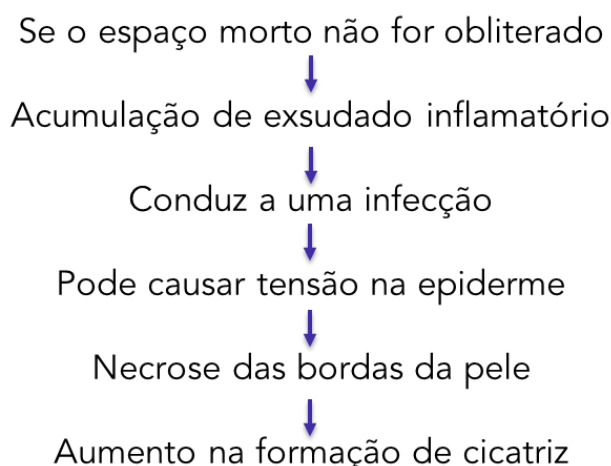 Se o espaço morto não for obliterado
Acumulação de exsudado inflamatório
Conduz a uma infecção
Pode causar tensão na epiderme
Necrose das bordas da pele
Aumento na formação de cicatriz